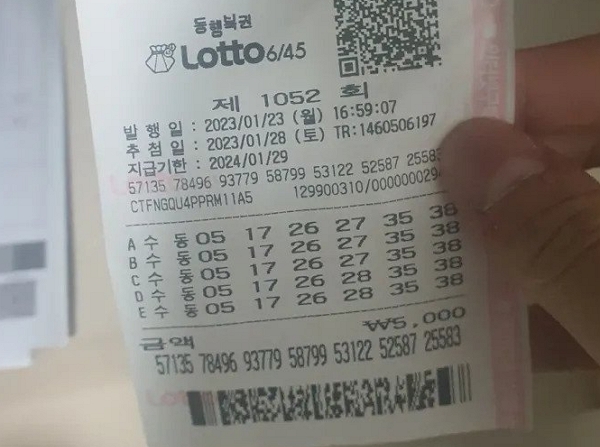 동행복권
Lotto 6/45
제 1052 회
발 행 일 : 2023/01/23 (월) 16:59:07
추 첨 일 : 2023/01/28 (토) TR:1460506197
지급기한 : 2024/01/29
57135 78496 93779 58799 53122 52587 25583
CTFNGQU4PPRM11A5 129900310/000000029
A 수 동 05 17 26 27 35 38
B 수 동 05 17 26 27 35 38
C 수 동 05 17 26 27 35 38
D 수 동 05 17 26 28 35 38
E 수 동 05 17 26 28 35 38
금액 ₩5,000
57135 78496 93779 58799 53122 52587 25583